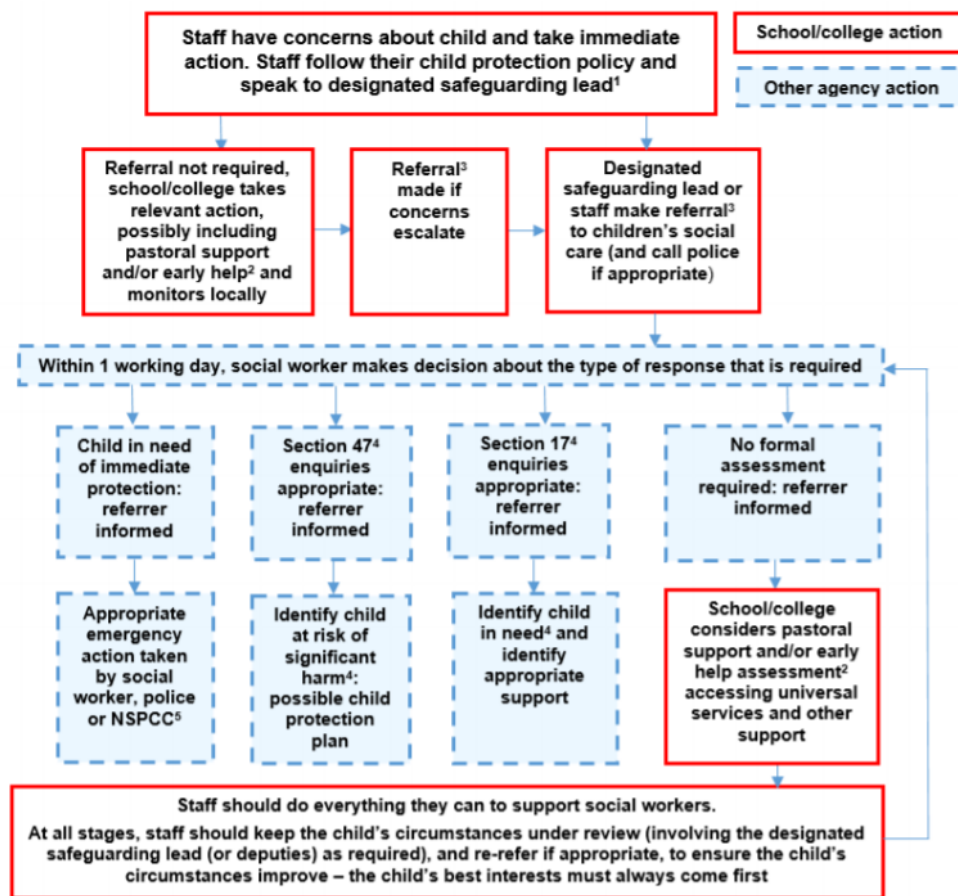 Staff have concerns about child and take immediate
action. Staff follow their child protection policy and
speak to designated safeguarding lead¹
School/college action
Other agency action
Referral not required,
school/college takes
relevant action,
possibly including
pastoral support
and/or early help² and
monitors locally
Referral³
made if
concerns
escalate
Designated
safeguarding lead or
staff make referral³
to children's social
care (and call police
if appropriate)
Within 1 working day, social worker makes decision about the type of response that is required
Child in need
of immediate
protection:
referrer
informed
Section 47⁴
enquiries
appropriate:
referrer
informed
Section 17⁴
enquiries
appropriate:
referrer
informed
No formal
assessment
required: referrer
informed
Appropriate
emergency
action taken
by social
worker, police
or NSPCC⁵
Identify child
at risk of
significant
harm⁴:
possible child
protection
plan
Identify child
in need⁴ and
identify
appropriate
support
School/college
considers pastoral
support and/or early
help assessment²
accessing universal
services and other
support
Staff should do everything they can to support social workers.
At all stages, staff should keep the child's circumstances under review (involving the designated
safeguarding lead (or deputies) as required), and re-refer if appropriate, to ensure the child's
circumstances improve – the child's best interests must always come first